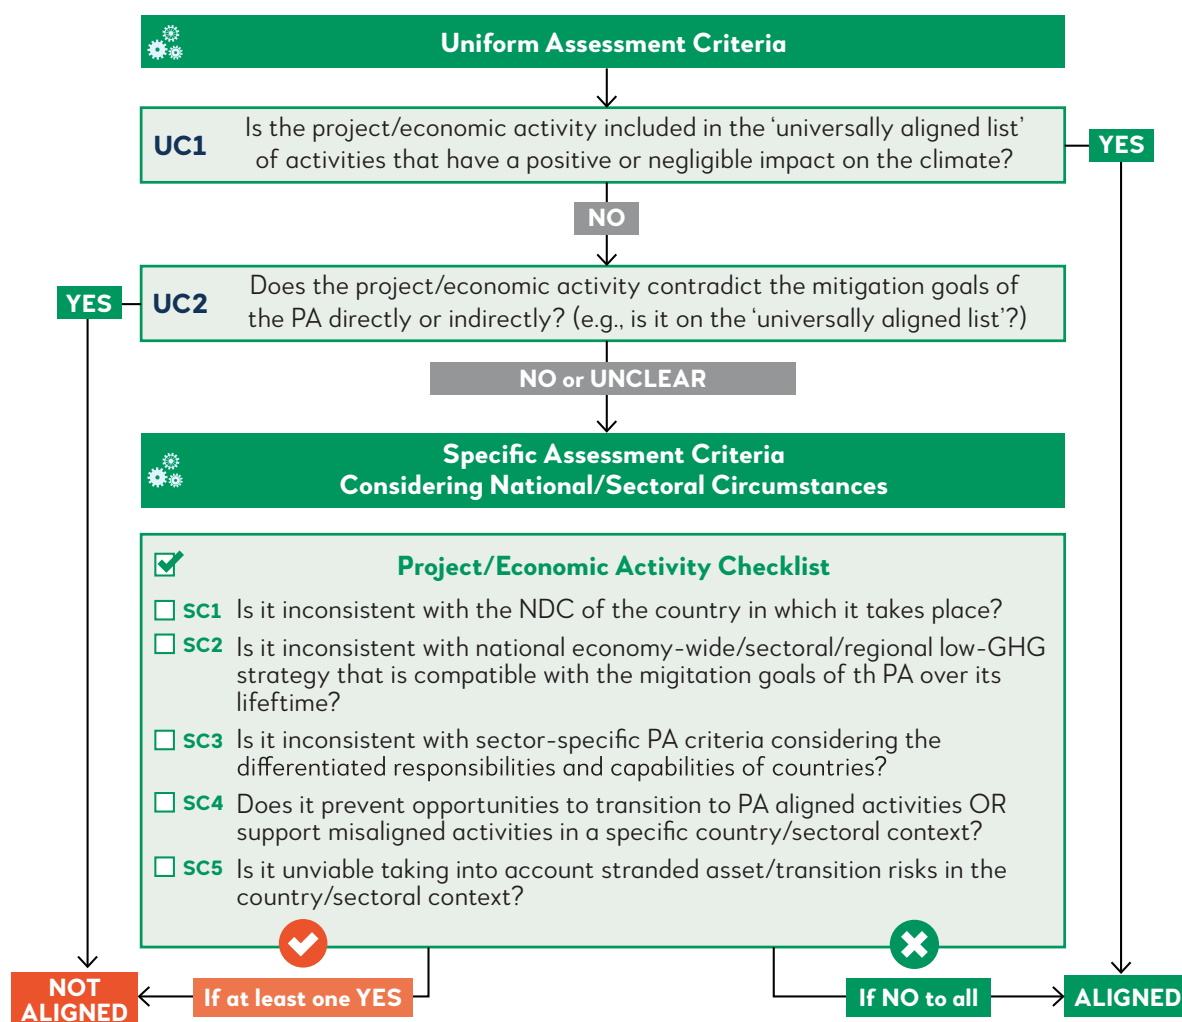 Uniform Assessment Criteria
UC1
Is the project/economic activity included in the ‘universally aligned list’
of activities that have a positive or negligible impact on the climate?
YES
NO
YES
UC2
Does the project/economic activity contradict the mitigation goals of
the PA directly or indirectly? (e.g., is it on the ‘universally aligned list’?)
NO or UNCLEAR
Specific Assessment Criteria
Considering National/Sectoral Circumstances
Project/Economic Activity Checklist
SC1 Is it inconsistent with the NDC of the country in which it takes place?
SC2 Is it inconsistent with national economy-wide/sectoral/regional low-GHG
strategy that is compatible with the migitation goals of th PA over its
lifeftime?
SC3 Is it inconsistent with sector-specific PA criteria considering the
differentiated responsibilities and capabilities of countries?
SC4 Does it prevent opportunities to transition to PA aligned activities OR
support misaligned activities in a specific country/sectoral context?
SC5 Is it unviable taking into account stranded asset/transition risks in the
country/sectoral context?
NOT
ALIGNED
If at least one YES
If NO to all
ALIGNED